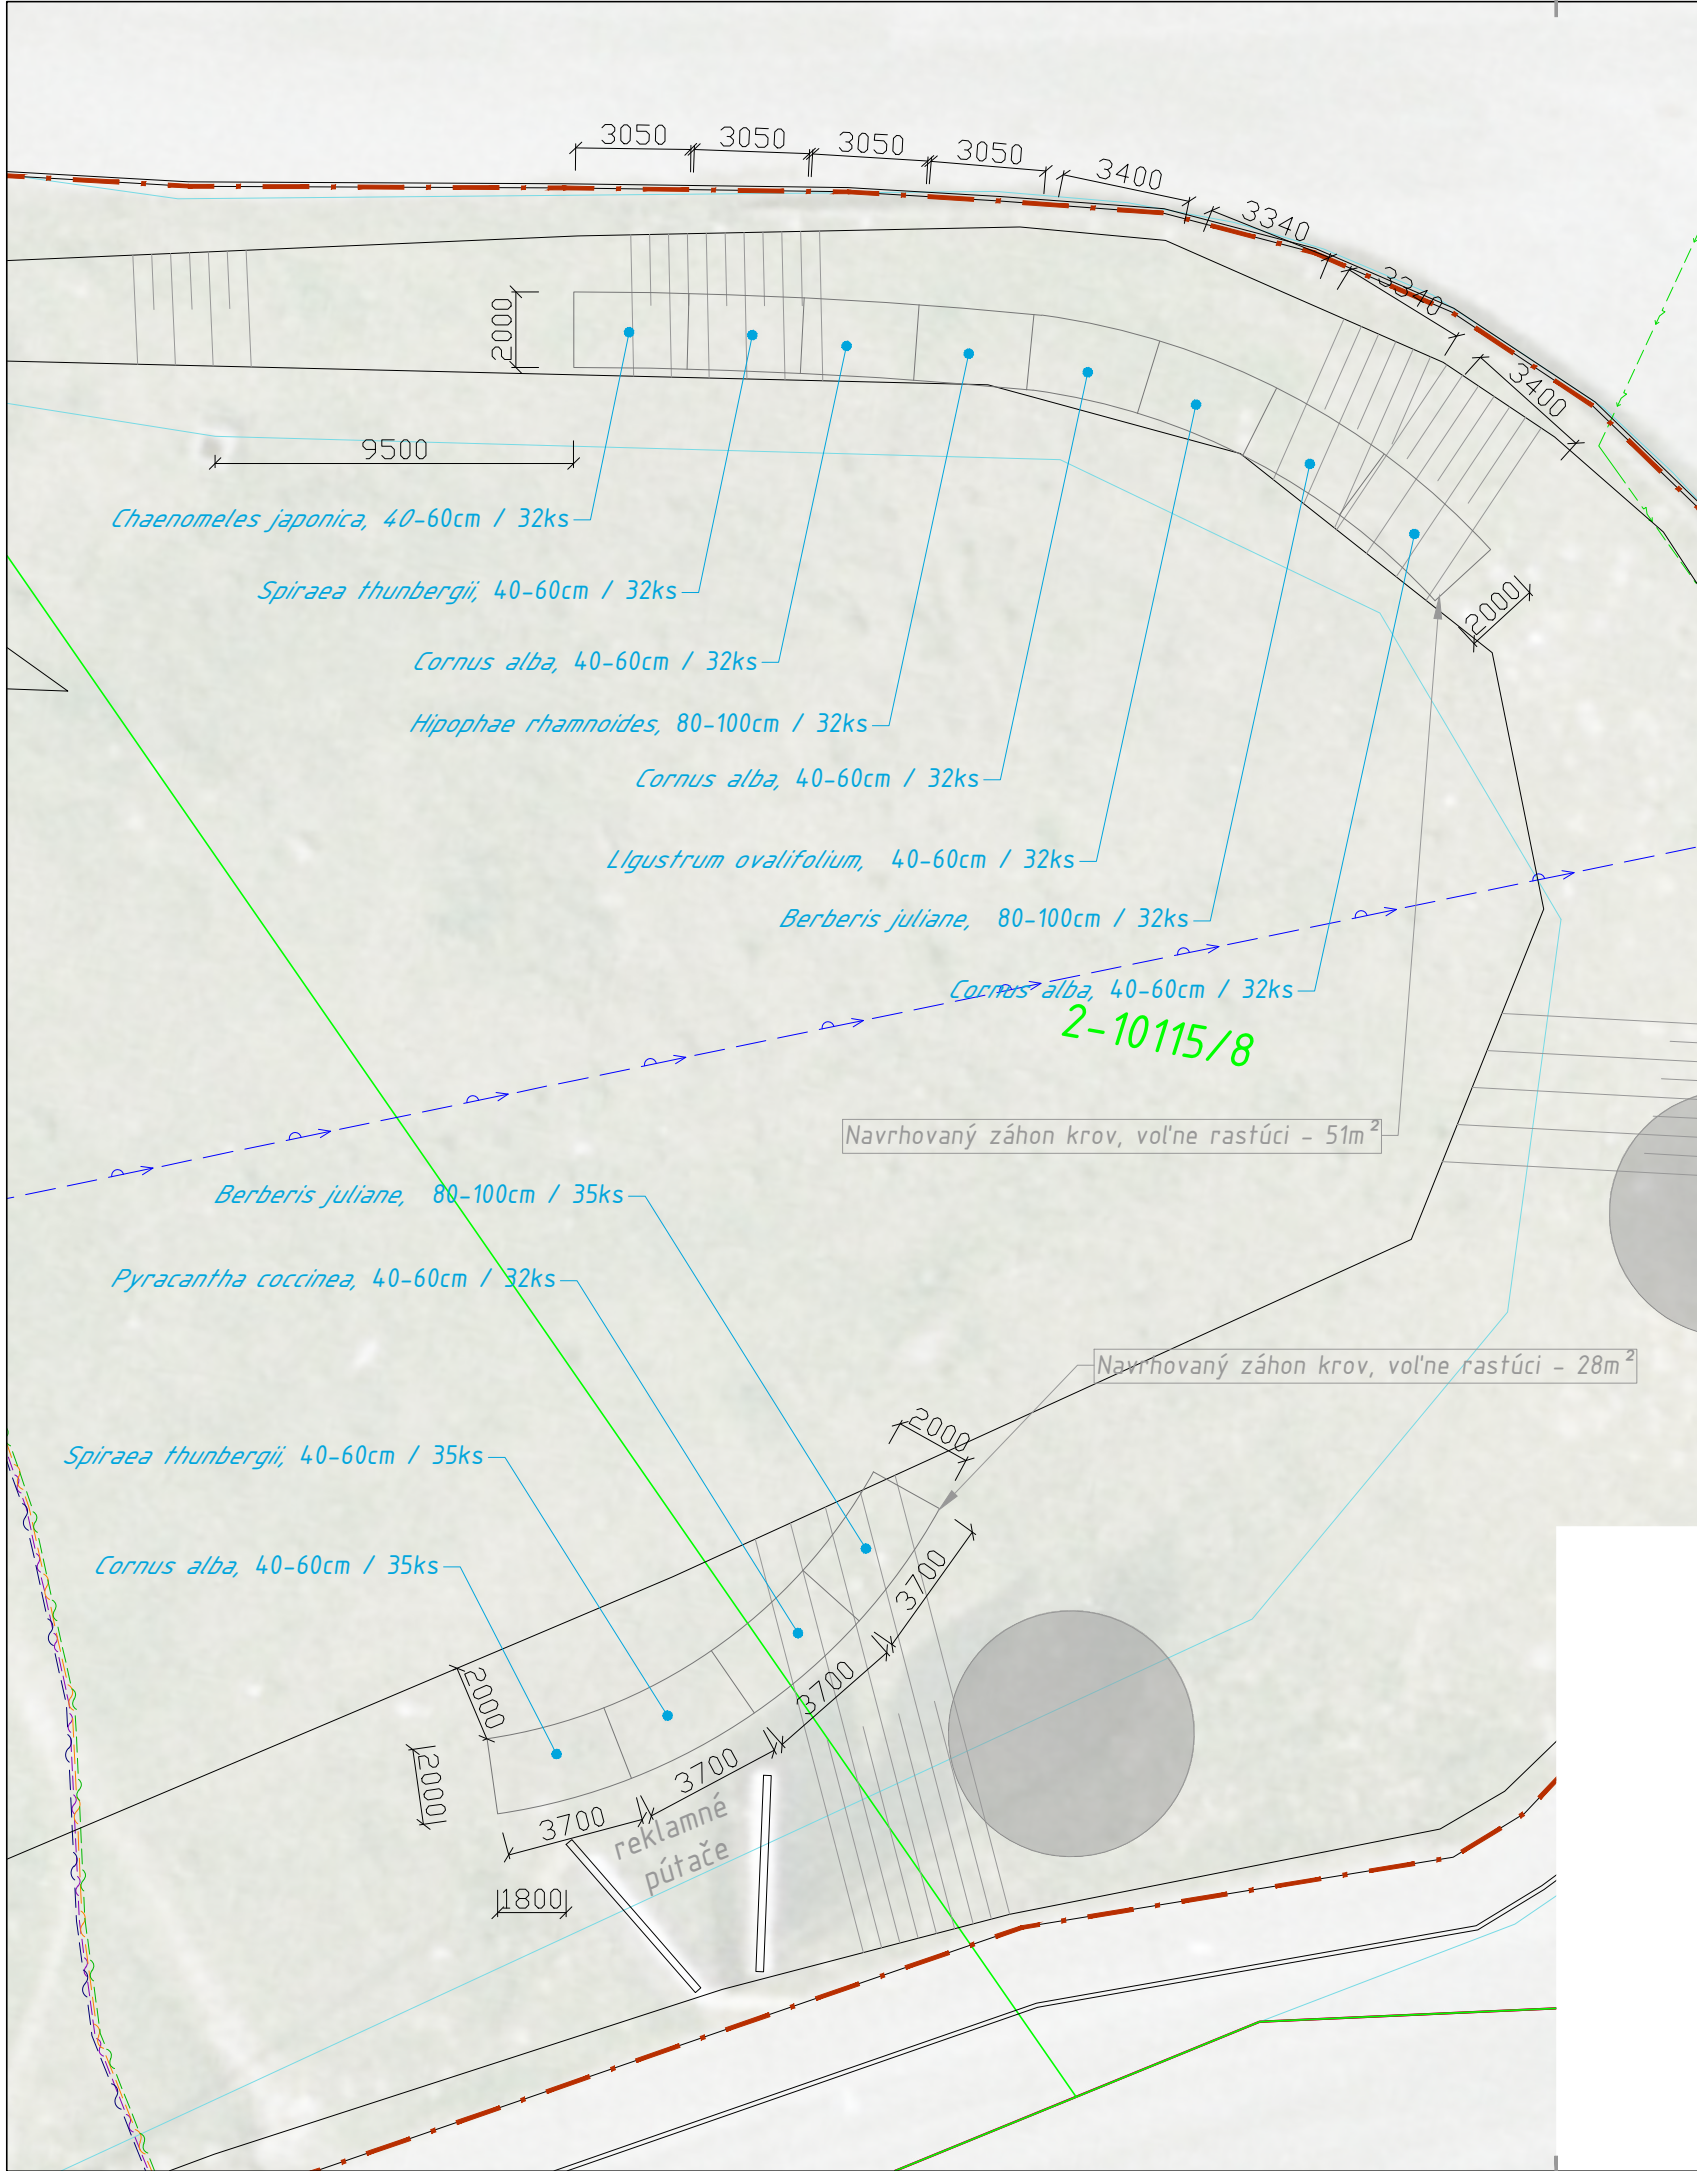 3050
3050
3050
3050
3400
3340
3340
3400
2000
9500
Chaenomeles japonica, 40-60cm / 32ks
Spiraea thunbergii, 40-60cm / 32ks
2000
Cornus alba, 40-60cm / 32ks
Hipophae rhamnoides, 80-100cm / 32ks
Cornus alba, 40-60cm / 32ks
LIgustrum ovalifolium, 40-60cm / 32ks
Berberis juliane, 80-100cm / 32ks
Cornus alba, 40-60cm / 32ks
2-10115/8
Navrhovaný záhon krov, voľne rastúci - 51m²
Berberis juliane, 80-100cm / 35ks
Pyracantha coccinea, 40-60cm / 32ks
Navrhovaný záhon krov, voľne rastúci - 28m²
2000
Spiraea thunbergii, 40-60cm / 35ks
Cornus alba, 40-60cm / 35ks
3700
3700
2000
2000
3700
3700
reklamné
pútače
1800